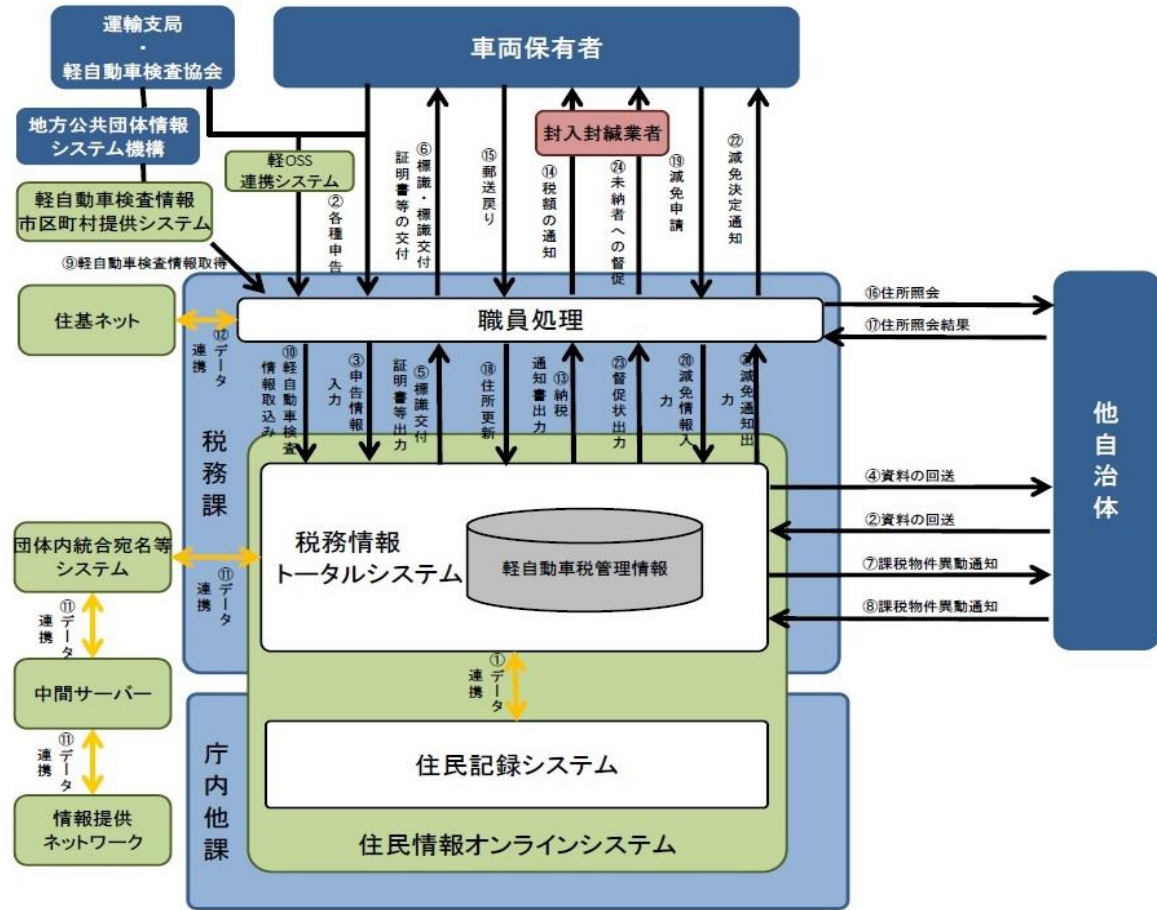 運輸支局
・
軽自動車検査協会
車両保有者
地方公共団体情報
システム機構
軽自動車検査情報
市区町村提供システム
軽OSS
連携システム
封入封緘業者
②各種申告
⑥標識・標識交付
証明書等の交付
⑮郵送戻り
⑭税額の通知
㉔未納者への督促
⑲減免申請
㉒減免決定通知
⑨軽自動車検査情報取得
住基ネット
⑫データ
連携
職員処理
⑯住所照会
⑰住所照会結果
他自治体
税務課
⑩軽自動車検査
情報取込み
③申告情報
入力
⑤標識交付
証明書等出力
⑱住所更新
⑬納税
通知書出力
㉓督促状出力
⑳減免情報入
力
減免通知出
力
税務情報
トータルシステム
軽自動車税管理情報
④資料の回送
②資料の回送
⑦課税物件異動通知
⑧課税物件異動通知
団体内統合宛名等
システム
⑪データ
連携
⑪データ
連携
中間サーバー
⑪データ
連携
情報提供
ネットワーク
①データ
連携
庁内他課
住民記録システム
住民情報オンラインシステム